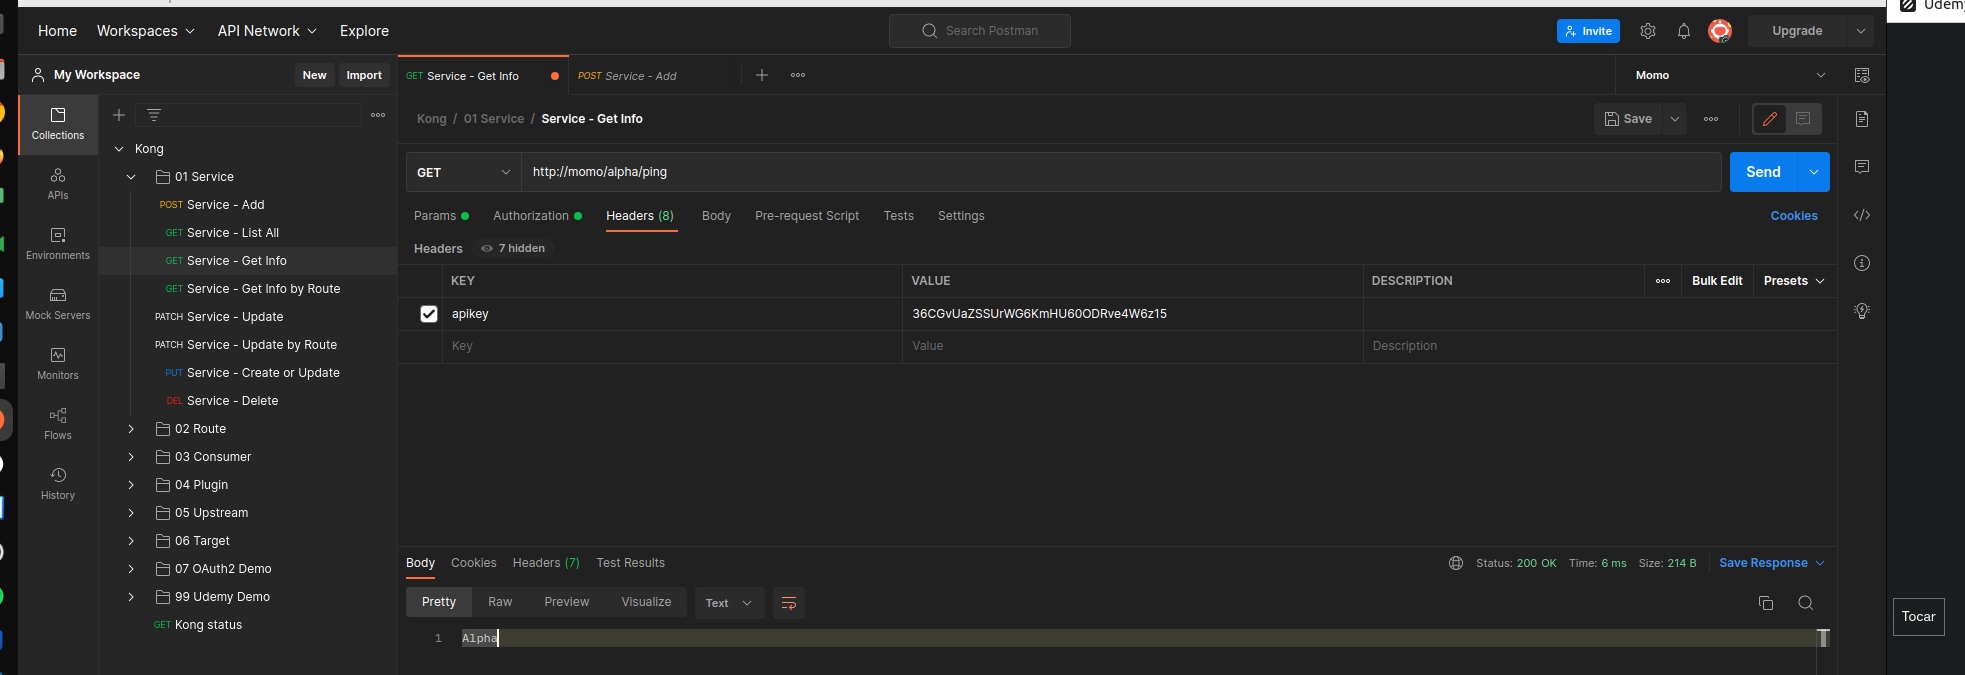 Udemy
Home Workspaces API Network Explore Search Postman Invite Upgrade
My Workspace New Import GET Service - Get Info POST Service - Add Momo
Collections
APIs
Environments
Mock Servers
Monitors
Flows
History
Kong
01 Service
POST Service - Add
GET Service - List All
GET Service - Get Info
GET Service - Get Info by Route
PATCH Service - Update
PATCH Service - Update by Route
PUT Service - Create or Update
DEL Service - Delete
02 Route
03 Consumer
04 Plugin
05 Upstream
06 Target
07 OAuth2 Demo
99 Udemy Demo
GET Kong status
Kong / 01 Service / Service - Get Info Save
GET http://momo/alpha/ping Send
Params Authorization Headers (8) Body Pre-request Script Tests Settings Cookies
Headers 7 hidden
KEY VALUE DESCRIPTION Bulk Edit Presets
apikey 36CGvUaZSSUrWG6KmHU60ODRve4W6z15
Key Value Description
Body Cookies Headers (7) Test Results Status: 200 OK Time: 6 ms Size: 214 B Save Response
Pretty Raw Preview Visualize Text
1 Alpha
Tocar